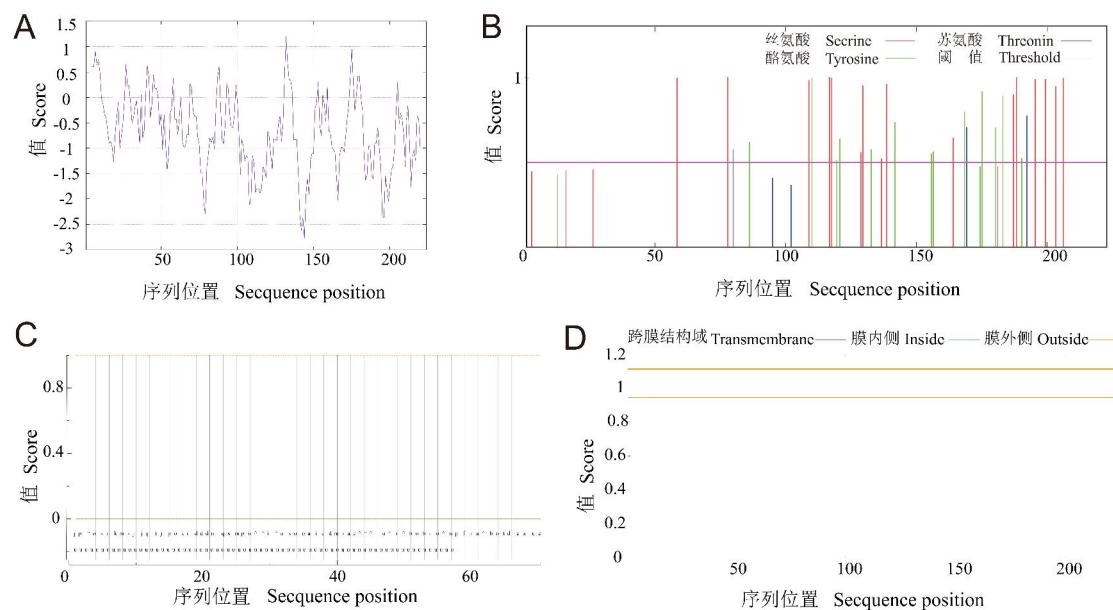 A
1.5
1
0.5
0
-0.5
-1
-1.5
-2
-2.5
-3
值 Score
0 50 100 150 200
序列位置 Secquence position
B
丝氨酸 Secrine 苏氨酸 Threonin
酪氨酸 Tyrosine 阈 值 Threshold
1
值 Score
0 50 100 150 200
序列位置 Secquence position
C
0.8
0.4
0
值 Score
0 20 40 60
序列位置 Secquence position
D
跨膜结构域 Transmembranc 膜内侧 Inside 膜外侧 Outside
1.2
1
0.8
0.6
0.4
0.2
0
值 Score
50 100 150 200
序列位置 Secquence position